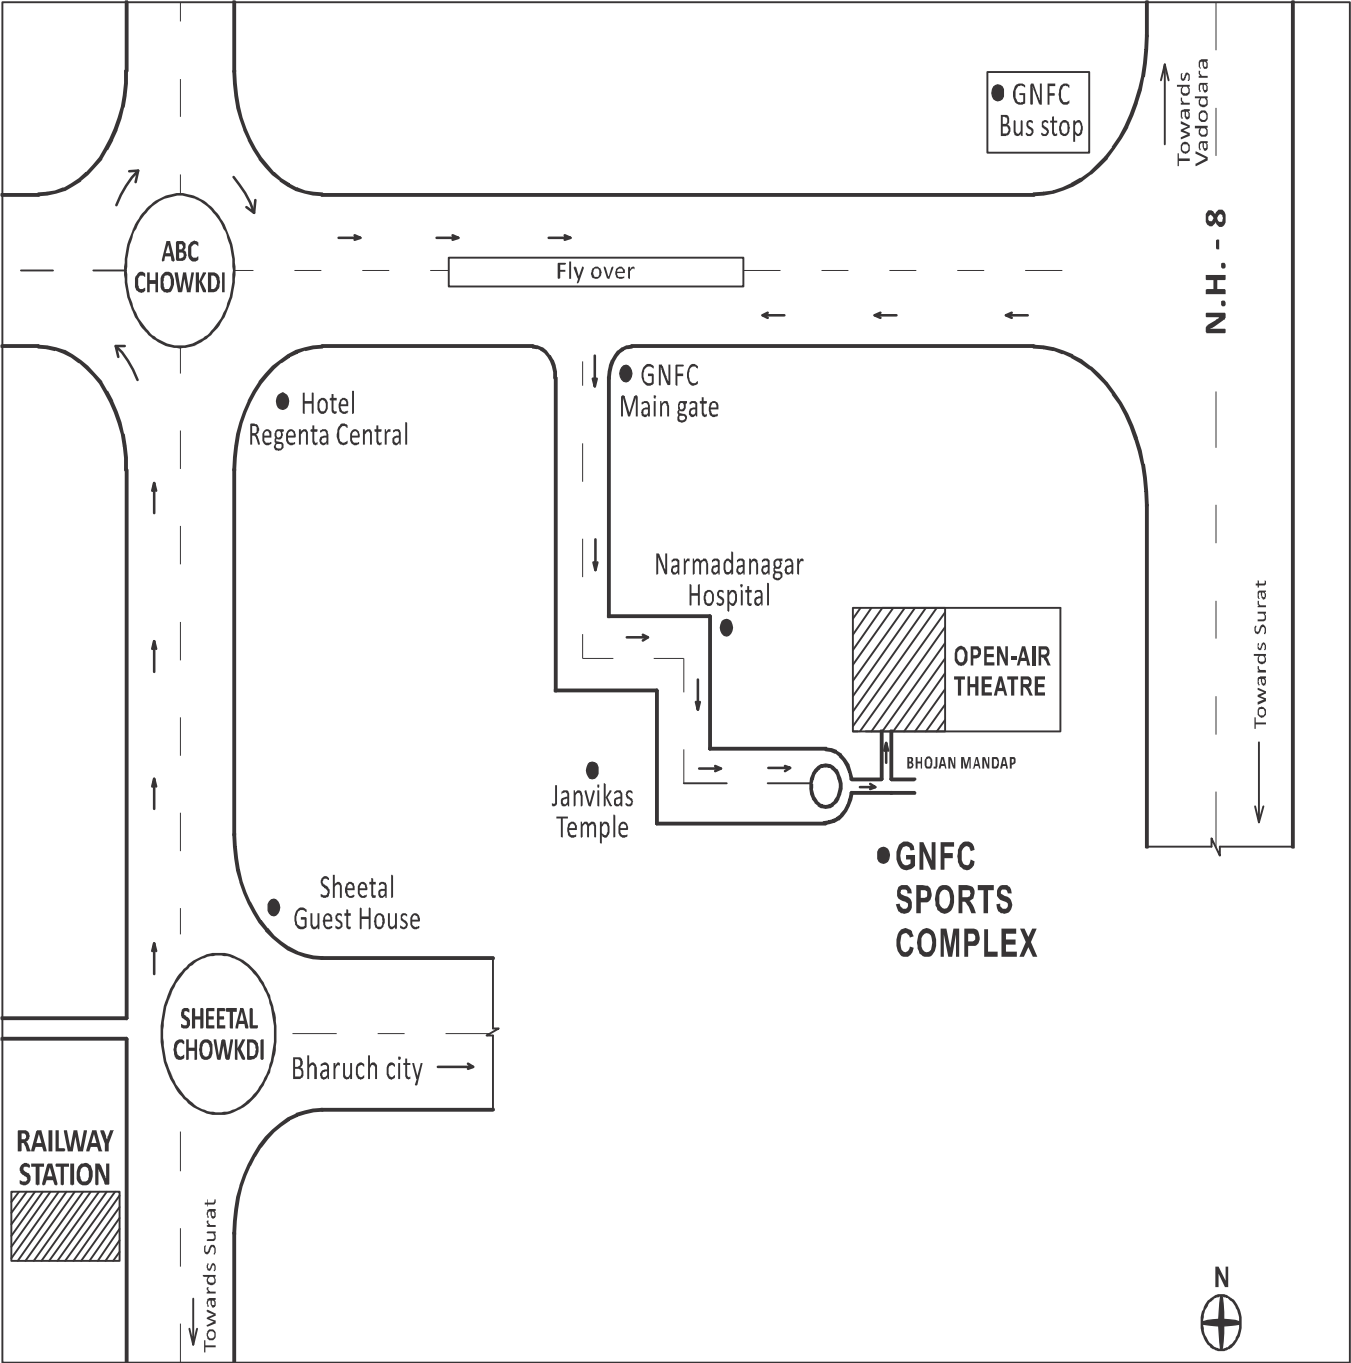 GNFC
Bus stop
Towards
Vadodara
N.H. - 8
ABC
CHOWKDI
Fly over
GNFC
Main gate
Hotel
Regenta Central
Narmadanagar
Hospital
OPEN-AIR
THEATRE
Towards Surat
BHOJAN MANDAP
Janvikas
Temple
GNFC
SPORTS
COMPLEX
Sheetal
Guest House
SHEETAL
CHOWKDI
Bharuch city
RAILWAY
STATION
Towards Surat
N